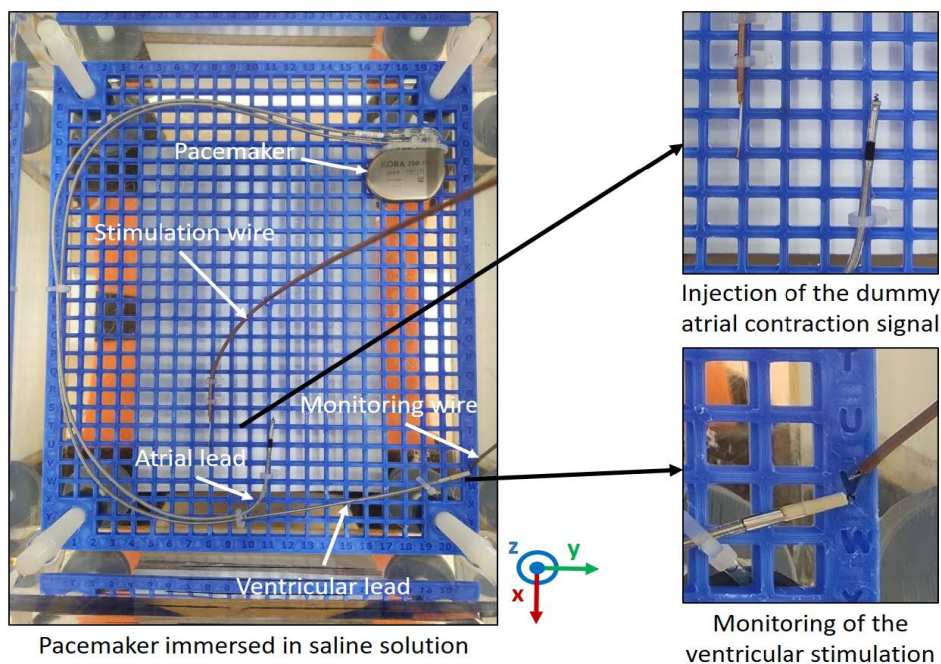 Pacemaker
KORA 250
Stimulation wire
Monitoring wire
Atrial lead
Ventricular lead
Pacemaker immersed in saline solution
z
y
x
Injection of the dummy
atrial contraction signal
T
U
W
Y
Monitoring of the
ventricular stimulation